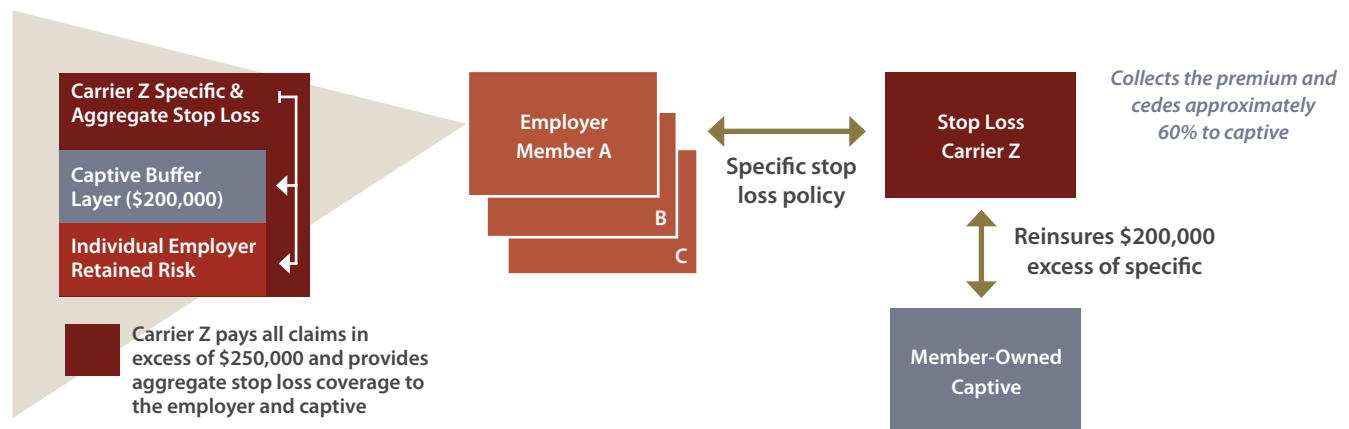 Carrier Z Specific &
Aggregate Stop Loss
Captive Buffer
Layer ($200,000)
Individual Employer
Retained Risk
Carrier Z pays all claims in
excess of $250,000 and provides
aggregate stop loss coverage to
the employer and captive
Employer
Member A
B
C
Specific stop
loss policy
Stop Loss
Carrier Z
Collects the premium and
cedes approximately
60% to captive
Reinsures $200,000
excess of specific
Member-Owned
Captive